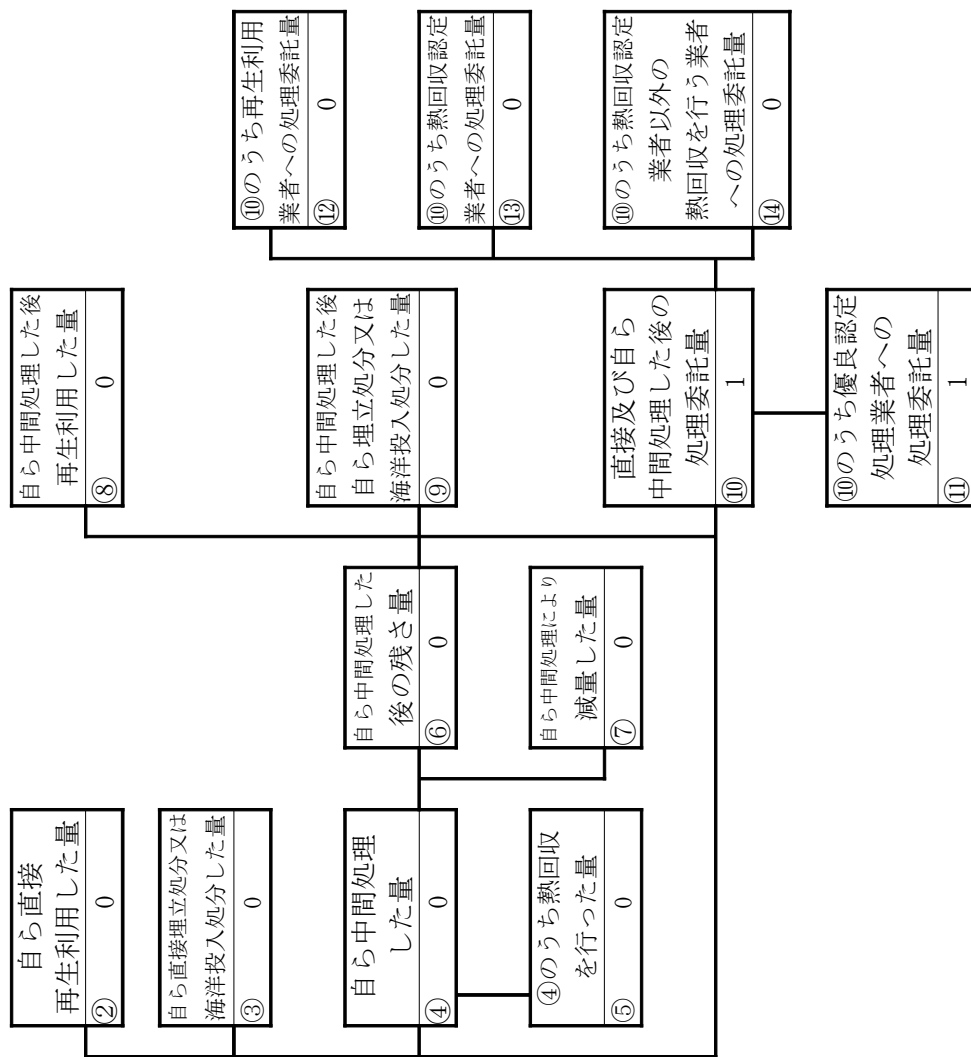 自ら直接
再生利用した量
② 0
自ら直接埋立処分又は
海洋投入処分した量
③ 0
自ら中間処理
した量
④ 0
④のうち熱回収
を行った量
⑤ 0
自ら中間処理した
後の残さ量
⑥ 0
自ら中間処理により
減量した量
⑦ 0
自ら中間処理した後
再生利用した量
⑧ 0
自ら中間処理した後
自ら埋立処分又は
海洋投入処分した量
⑨ 0
直接及び自ら
中間処理した後の
処理委託量
⑩ 1
⑩のうち優良認定
処理業者への
処理委託量
⑪ 1
⑩のうち再生利用
業者への処理委託量
⑫ 0
⑩のうち熱回収認定
業者への処理委託量
⑬ 0
⑩のうち熱回収認定
業者以外の
熱回収を行う業者
への処理委託量
⑭ 0